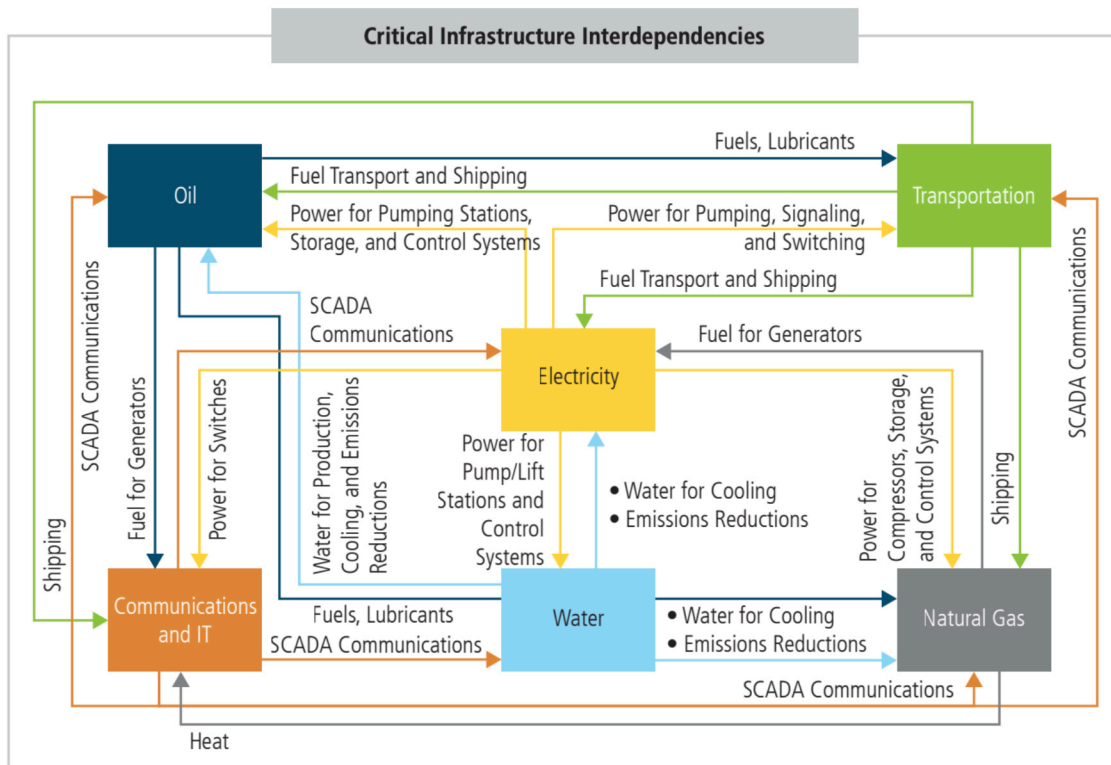 Critical Infrastructure Interdependencies
Fuels, Lubricants
Oil
Fuel Transport and Shipping
Transportation
Power for Pumping Stations,
Storage, and Control Systems
Power for Pumping, Signaling,
and Switching
Fuel Transport and Shipping
SCADA
Communications
Fuel for Generators
Electricity
SCADA Communications
SCADA Communications
Shipping
Fuel for Generators
Power for Switches
Water for Production,
Cooling, and Emissions
Reductions
Power for
Pump/Lift
Stations and
Control
Systems
• Water for Cooling
• Emissions Reductions
Power for
Compressors, Storage,
and Control Systems
Shipping
Communications
and IT
Fuels, Lubricants
SCADA Communications
Water
• Water for Cooling
• Emissions Reductions
Natural Gas
SCADA Communications
Heat